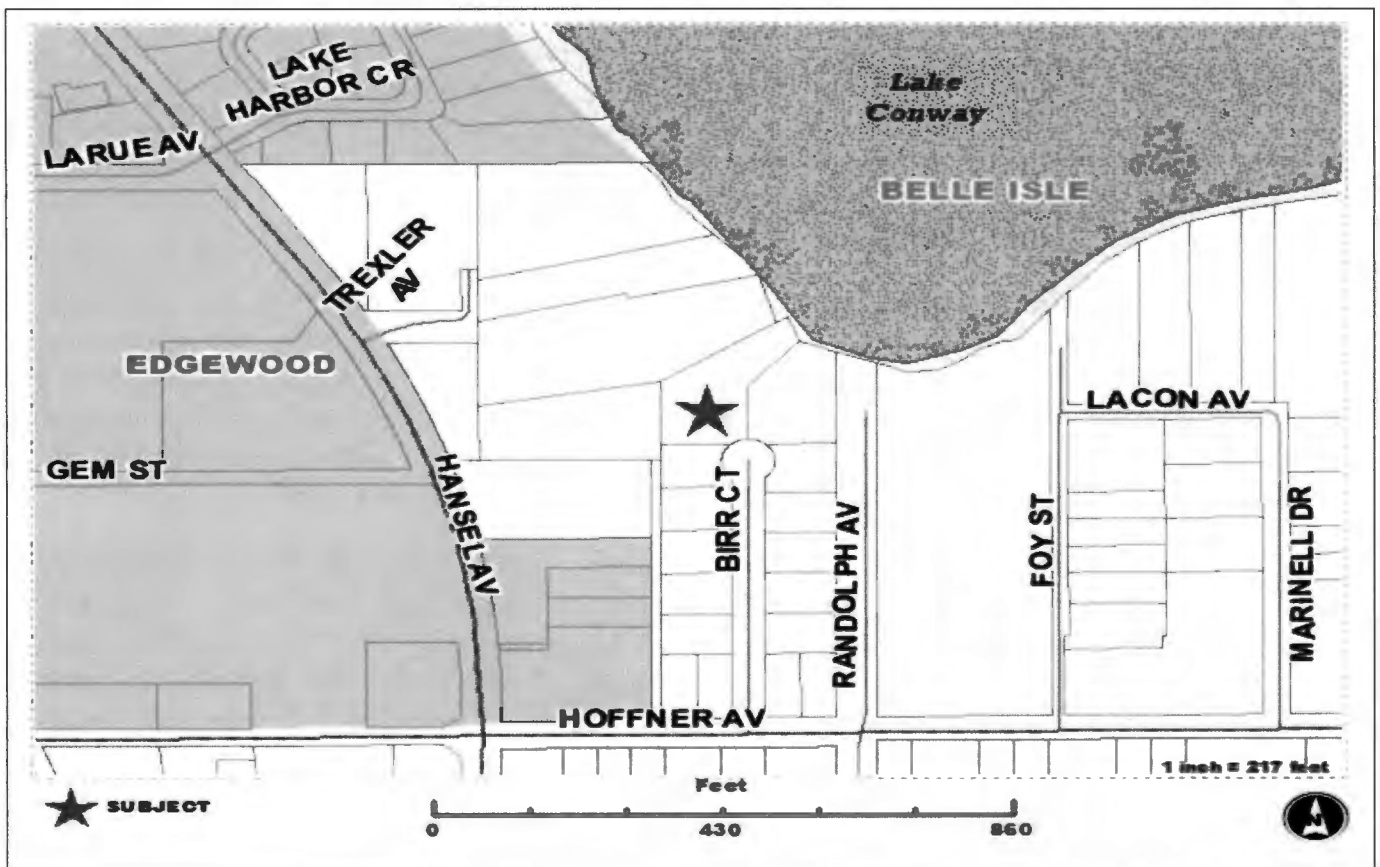 LAKE
HARBOR CR
Lake
Conway
LARUE AV
BELLE ISLE
TREXLER
AV
EDGEWOOD
LACON AV
GEM ST
HANSEL AV
BIRR CT
RANDOLPH AV
FOY ST
MARINELL DR
HOFFNER AV
1 inch = 217 feet
Feet
SUBJECT
0 430 860
N